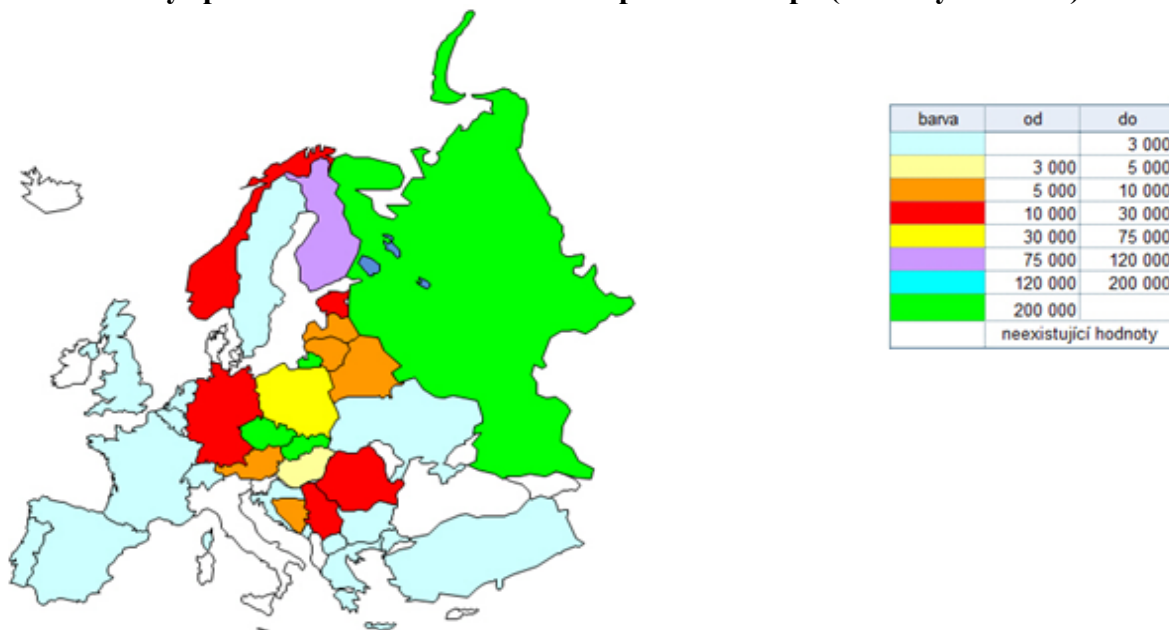 barva od do
3 000
3 000 5 000
5 000 10 000
10 000 30 000
30 000 75 000
75 000 120 000
120 000 200 000
200 000
neexistující hodnoty